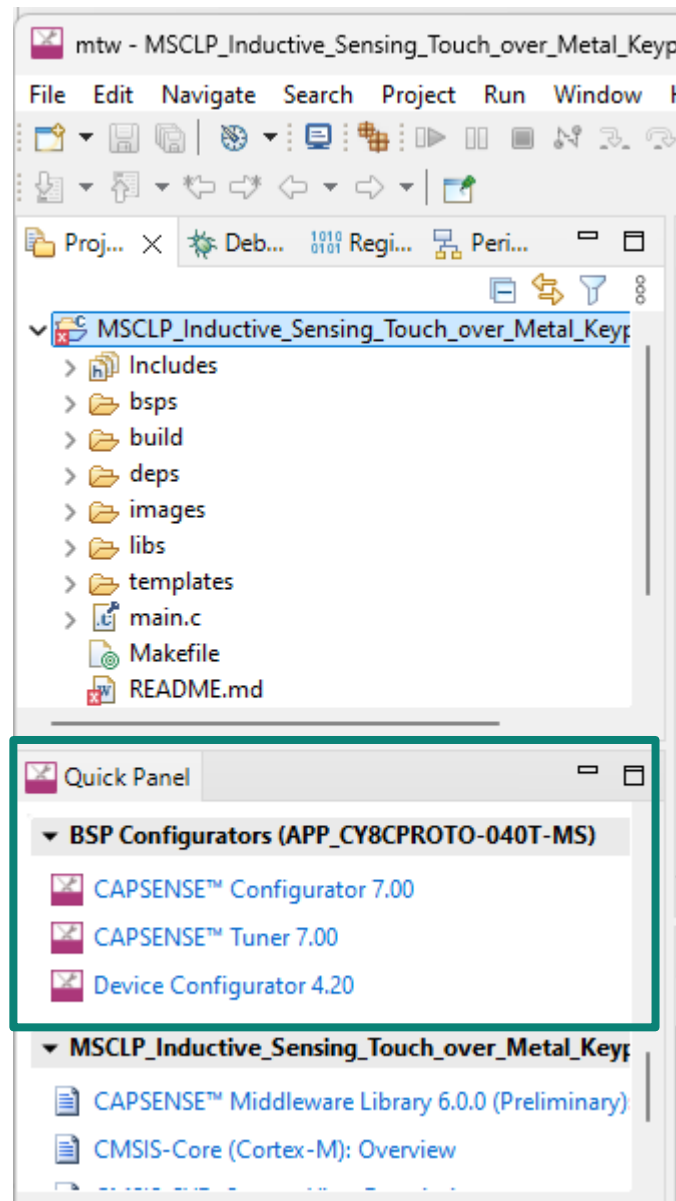 mtw - MSCLP_Inductive_Sensing_Touch_over_Metal_Keyp
File Edit Navigate Search Project Run Window
Proj... Deb... 1010 0101 Regi... Peri...
MSCLP_Inductive_Sensing_Touch_over_Metal_Keyp
Includes
bsps
build
deps
images
libs
templates
main.c
Makefile
README.md
Quick Panel
BSP Configurators (APP_CY8CPROTO-040T-MS)
CAPSENSE™ Configurator 7.00
CAPSENSE™ Tuner 7.00
Device Configurator 4.20
MSCLP_Inductive_Sensing_Touch_over_Metal_Keyp
CAPSENSE™ Middleware Library 6.0.0 (Preliminary):
CMSIS-Core (Cortex-M): Overview